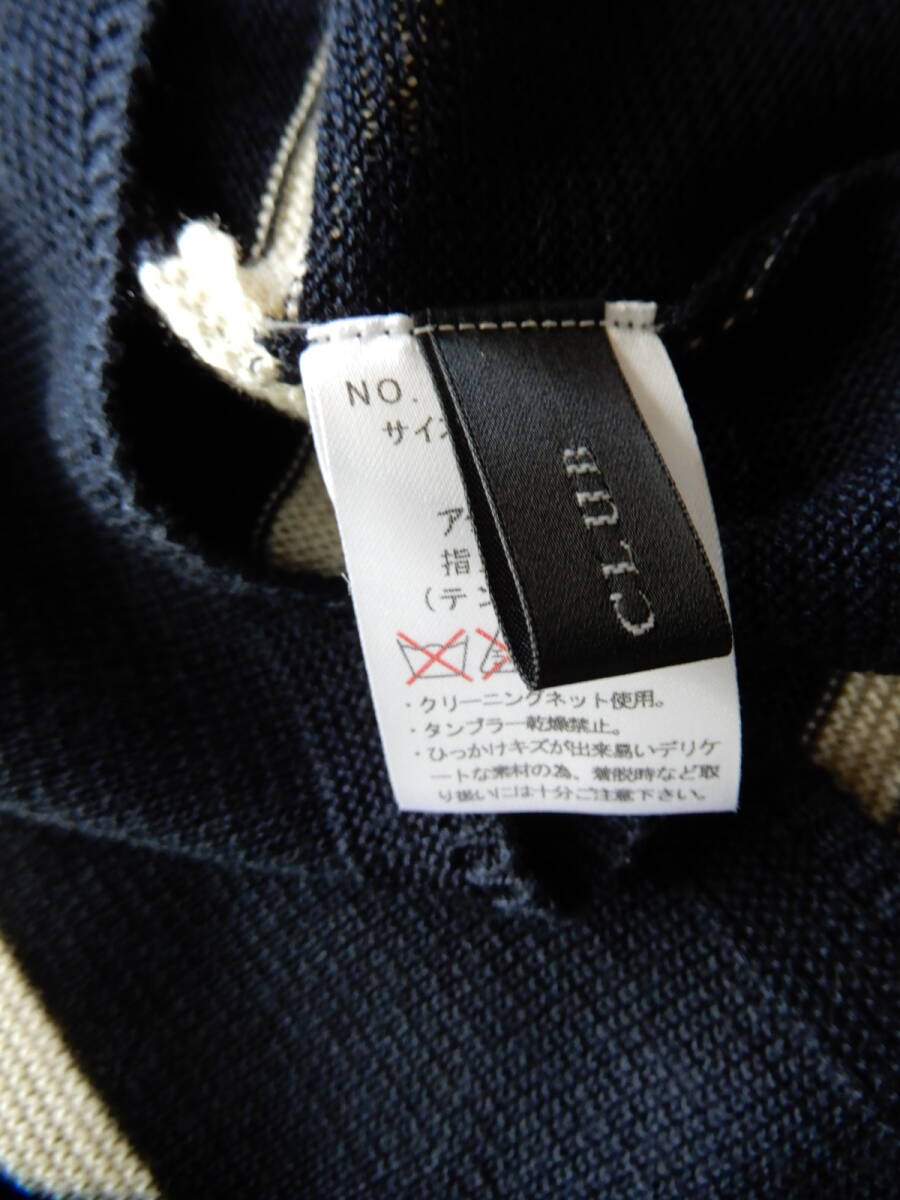 NO.
サイズ
CLUB
指
(テン
・クリーニングネット使用。
・タンブラー乾燥禁止。
・ひっかけキズが出来易いデリケ
ートな素材の為、着脱時など取
り扱いには十分ご注意下さい。